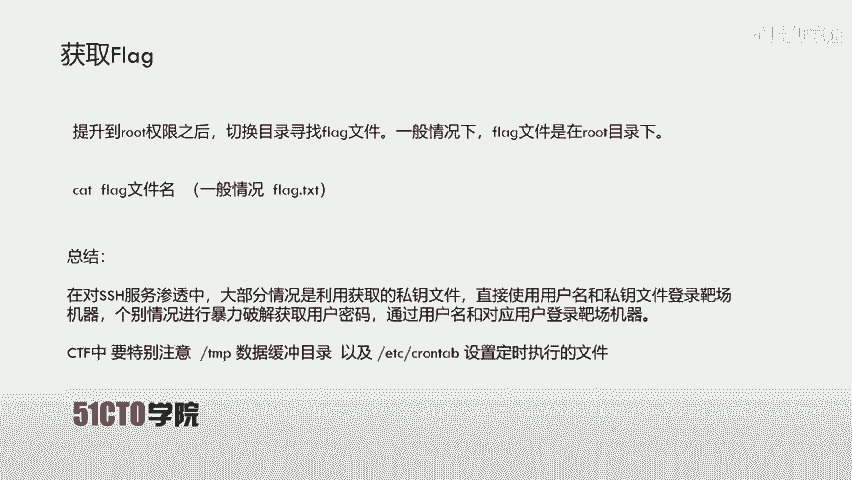 获取Flag
提升到root权限之后，切换目录寻找flag文件。一般情况下，flag文件是在root目录下。
cat flag文件名 （一般情况 flag.txt）
总结：
在对SSH服务渗透中，大部分情况是利用获取的私钥文件，直接使用用户名和私钥文件登录靶场
机器，个别情况进行暴力破解获取用户密码，通过用户名和对应用户登录靶场机器。
CTF中 要特别注意 /tmp 数据缓冲目录 以及 /etc/crontab 设置定时执行的文件
51CTO学院